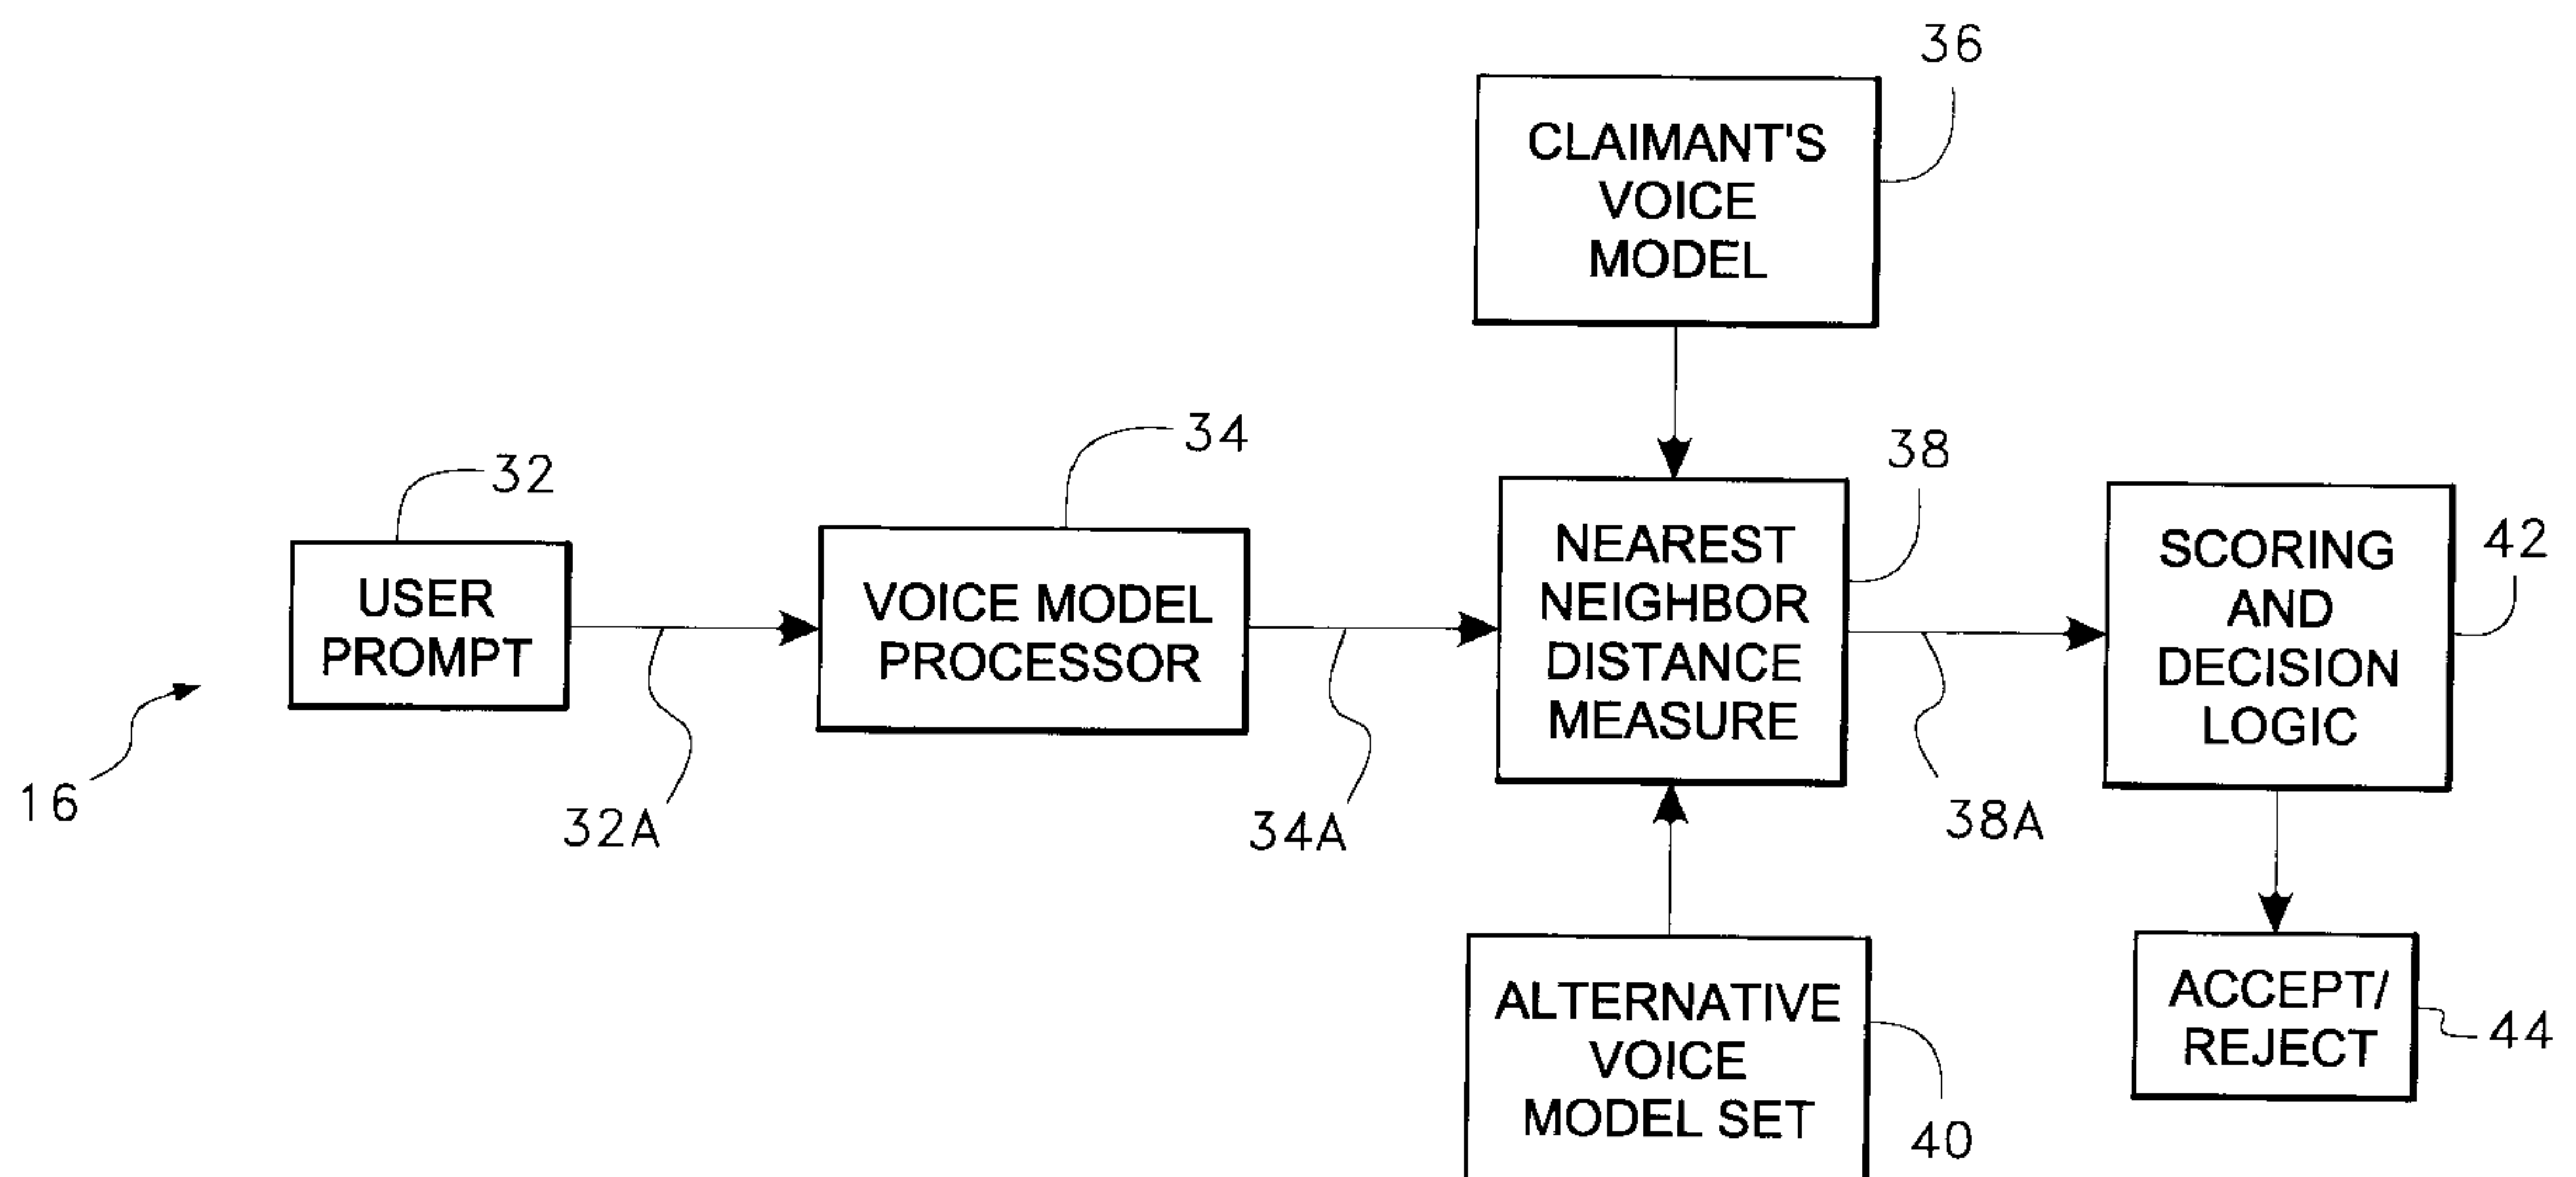 36
CLAIMANT'S
VOICE
MODEL
34
38
32
42
USER
PROMPT
VOICE MODEL
PROCESSOR
NEAREST
NEIGHBOR
DISTANCE
MEASURE
SCORING
AND
DECISION
LOGIC
16
32A
34A
38A
ALTERNATIVE
VOICE
MODEL SET
40
ACCEPT/
REJECT
44